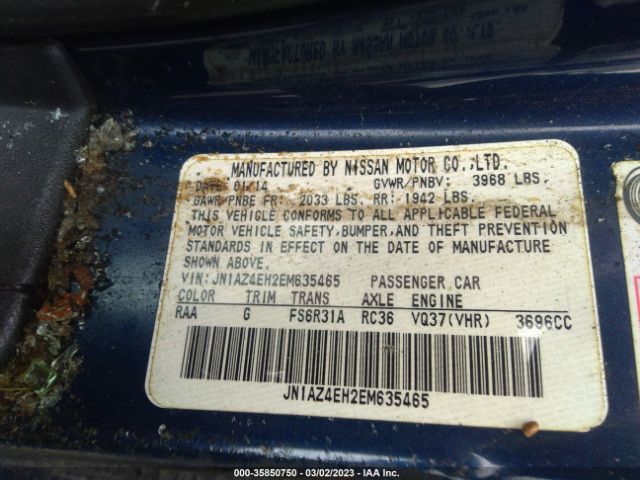 MANUFACTURED BY NISSAN MOTOR CO.,LTD.
DATE: 01/14 GVWR/PNBV: 3968 LBS.
GAWR/PNBE FR: 2033 LBS. RR: 1942 LBS.
THIS VEHICLE CONFORMS TO ALL APPLICABLE FEDERAL
MOTOR VEHICLE SAFETY, BUMPER, AND THEFT PREVENTION
STANDARDS IN EFFECT ON THE DATE OF MANUFACTURE
SHOWN ABOVE.
VIN: JN1AZ4EH2EM635465 PASSENGER CAR
COLOR TRIM TRANS AXLE ENGINE
RAA G FS6R31A RC36 VQ37(VHR) 3696CC
JN1AZ4EH2EM635465
000-35850750 - 03/02/2023 - IAA Inc.